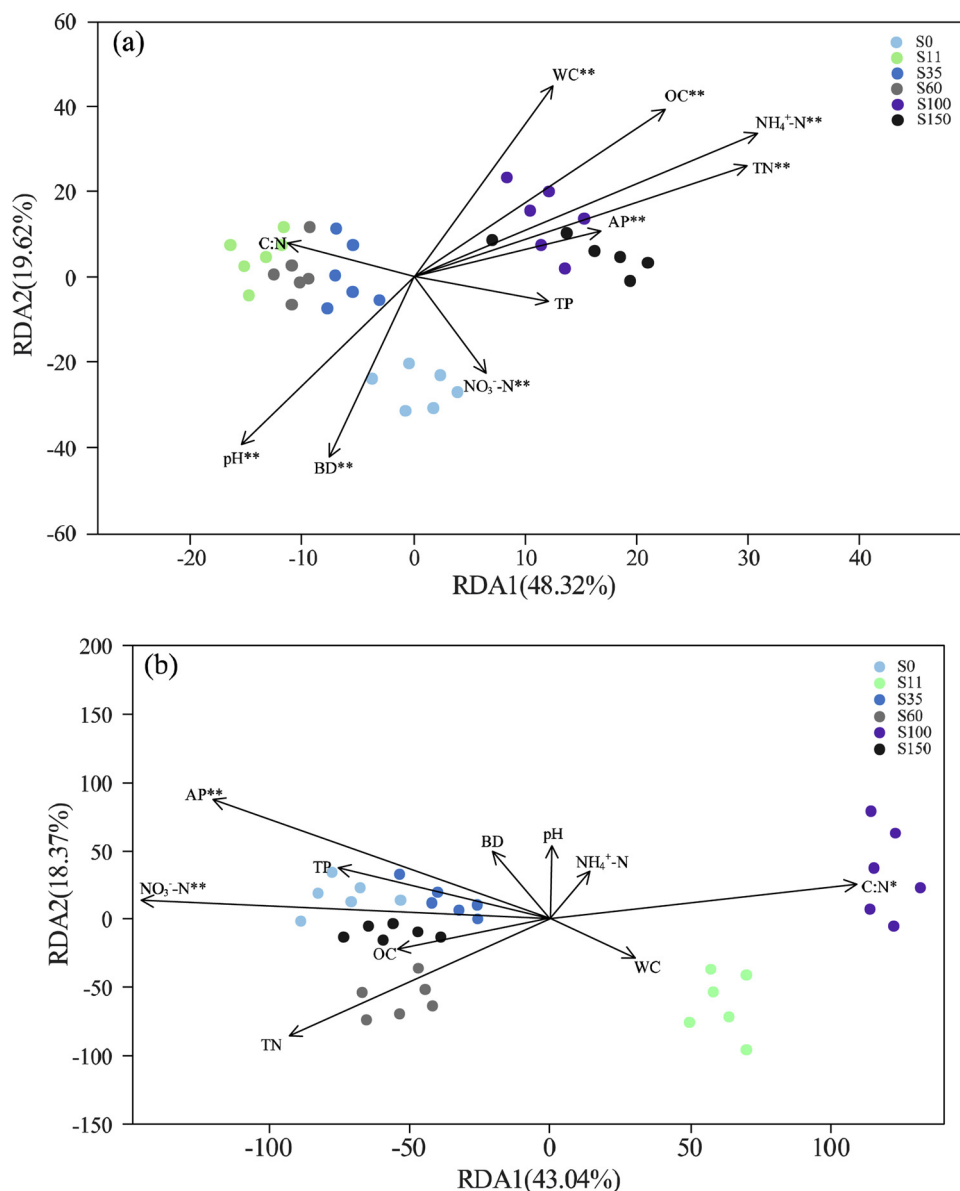 (a)
S0
S11
S35
S60
S100
S150
WC**
OC**
NH₄⁺-N**
TN**
AP**
C:N
TP
NO₃⁻-N**
pH**
BD**
60
40
20
0
-20
-40
-60
RDA2(19.62%)
-20
-10
0
10
20
30
40
RDA1(48.32%)
(b)
S0
S11
S35
S60
S100
S150
AP**
BD
pH
TP
NH₄⁺-N
NO₃⁻-N**
C:N*
OC
WC
TN
200
150
100
50
0
-50
-100
-150
RDA2(18.37%)
-100
-50
0
50
100
RDA1(43.04%)